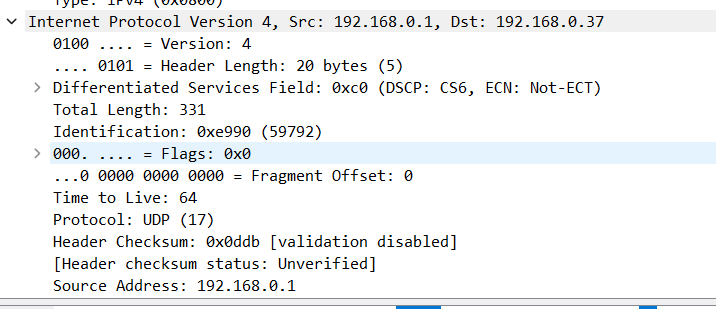 Type: IPv4 (0x0800)
Internet Protocol Version 4, Src: 192.168.0.1, Dst: 192.168.0.37
0100 .... = Version: 4
.... 0101 = Header Length: 20 bytes (5)
Differentiated Services Field: 0xc0 (DSCP: CS6, ECN: Not-ECT)
Total Length: 331
Identification: 0xe990 (59792)
000. .... = Flags: 0x0
...0 0000 0000 0000 = Fragment Offset: 0
Time to Live: 64
Protocol: UDP (17)
Header Checksum: 0x0ddb [validation disabled]
[Header checksum status: Unverified]
Source Address: 192.168.0.1